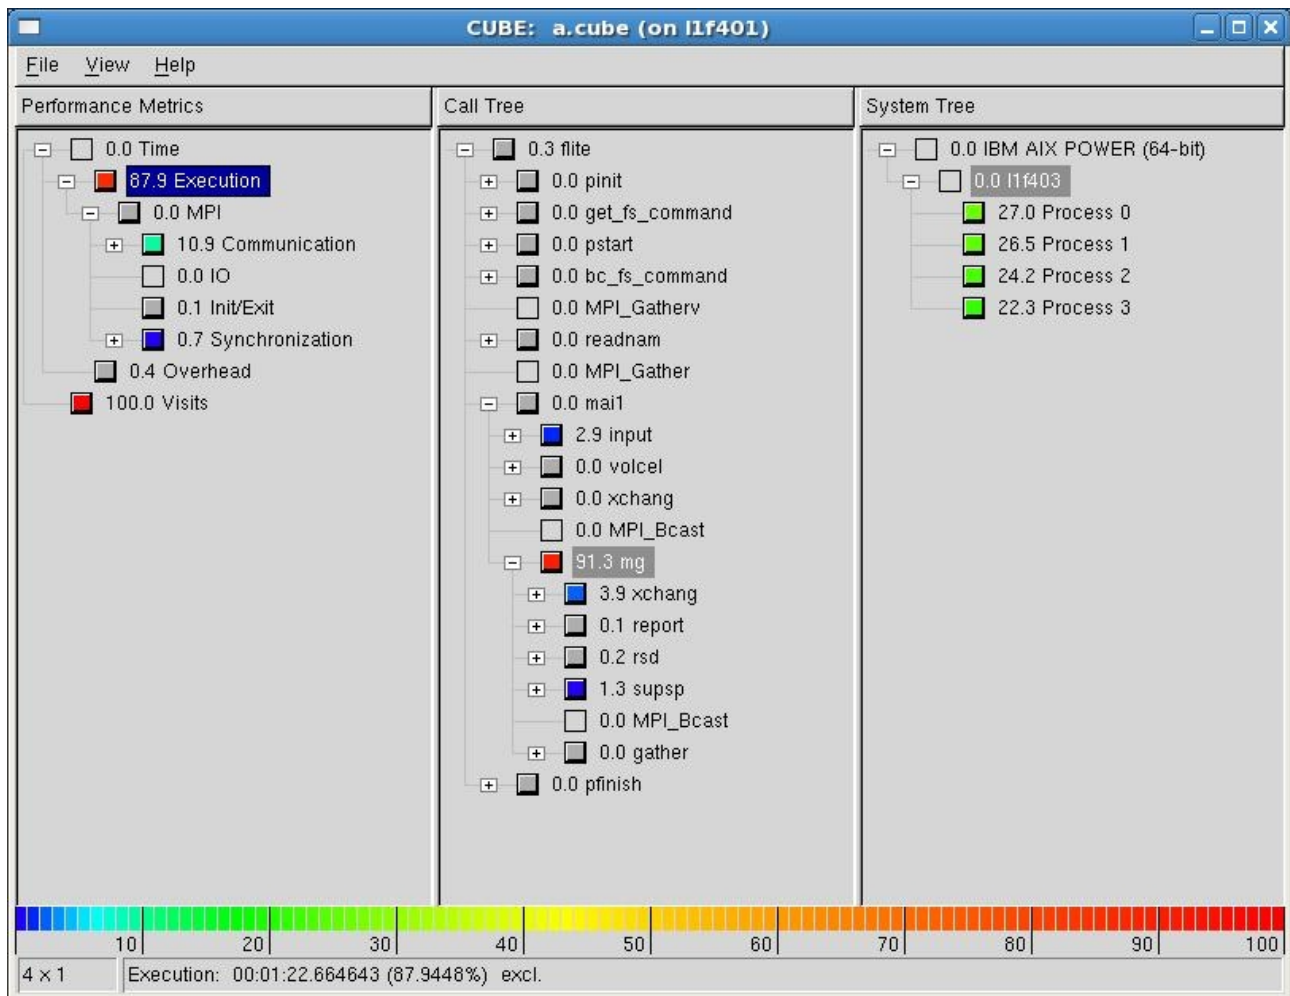 CUBE: a.cube (on l1f401)
File View Help
Performance Metrics
0.0 Time
87.9 Execution
0.0 MPI
10.9 Communication
0.0 IO
0.1 Init/Exit
0.7 Synchronization
0.4 Overhead
100.0 Visits
Call Tree
0.3 flite
0.0 pinit
0.0 get_fs_command
0.0 pstart
0.0 bc_fs_command
0.0 MPI_Gatherv
0.0 readnam
0.0 MPI_Gather
0.0 mai1
2.9 input
0.0 volcel
0.0 xchang
0.0 MPI_Bcast
91.3 mg
3.9 xchang
0.1 report
0.2 rsd
1.3 supsp
0.0 MPI_Bcast
0.0 gather
0.0 pfinish
System Tree
0.0 IBM AIX POWER (64-bit)
0.0 l1f403
27.0 Process 0
26.5 Process 1
24.2 Process 2
22.3 Process 3
10 20 30 40 50 60 70 80 90 100
4 x 1 Execution: 00:01:22.664643 (87.9448%) excl.